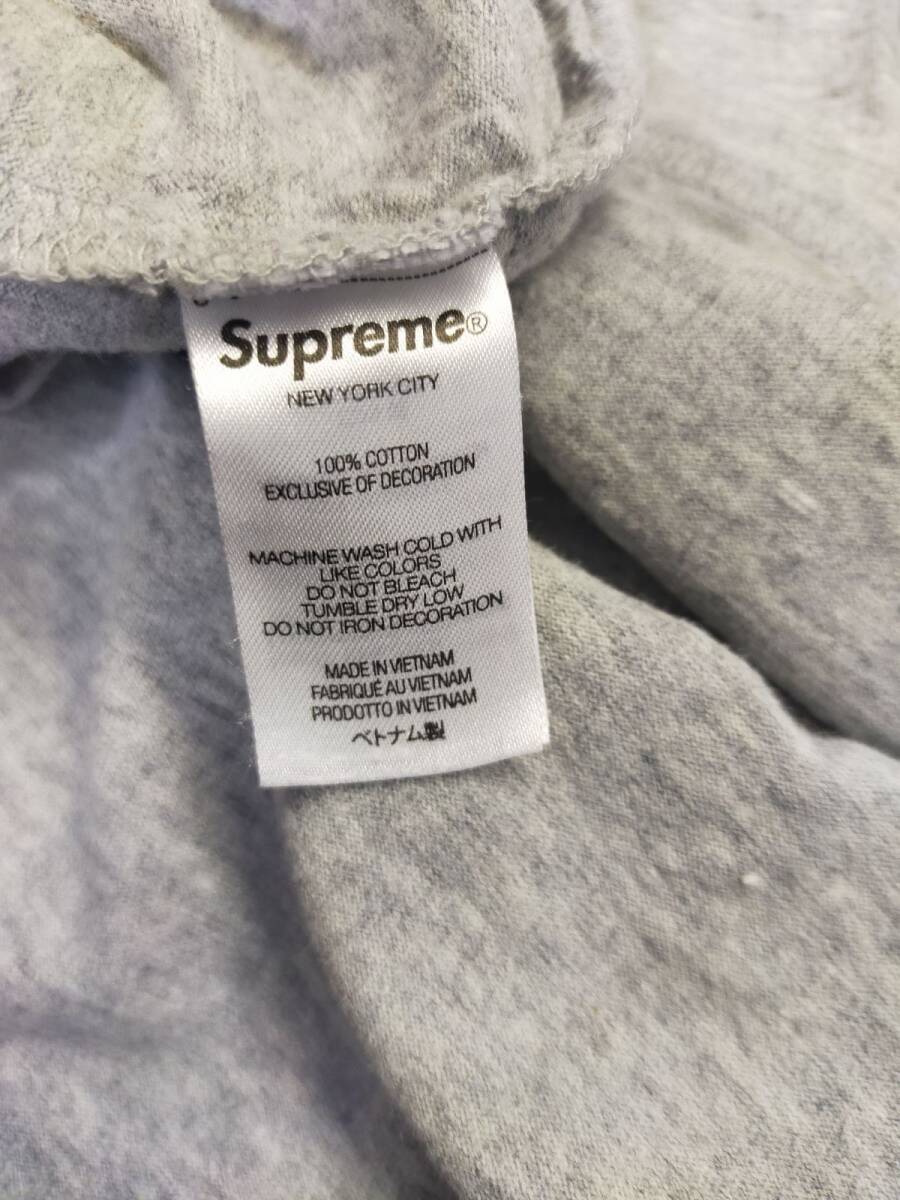 Supreme®
NEW YORK CITY
100% COTTON
EXCLUSIVE OF DECORATION
MACHINE WASH COLD WITH
LIKE COLORS
DO NOT BLEACH
TUMBLE DRY LOW
DO NOT IRON DECORATION
MADE IN VIETNAM
FABRIQUÉ AU VIETNAM
PRODOTTO IN VIETNAM
ベトナム製